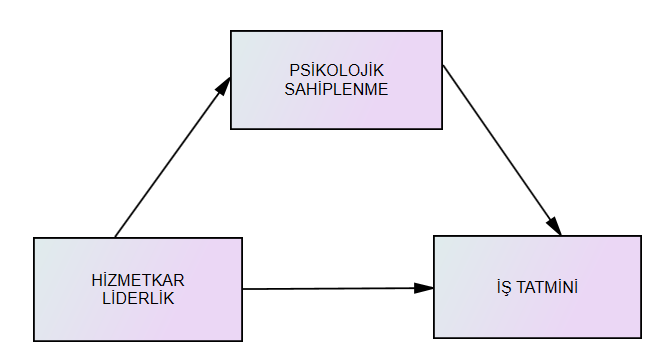 PSİKOLOJİK
SAHİPLENME
HİZMETKAR
LİDERLİK
İŞ TATMİNİ